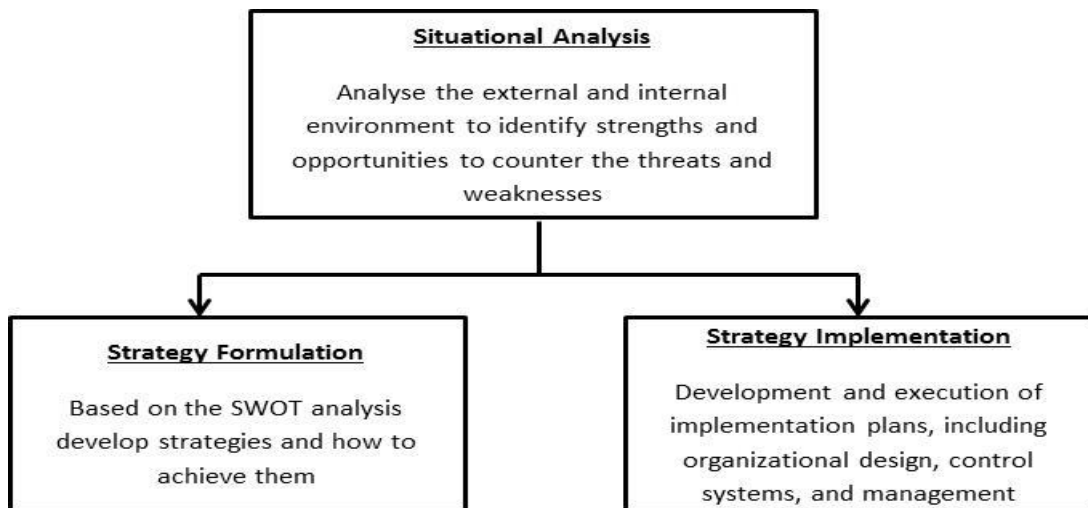 Situational Analysis
Analyse the external and internal
environment to identify strengths and
opportunities to counter the threats and
weaknesses
Strategy Formulation
Based on the SWOT analysis
develop strategies and how to
achieve them
Strategy Implementation
Development and execution of
implementation plans, including
organizational design, control
systems, and management